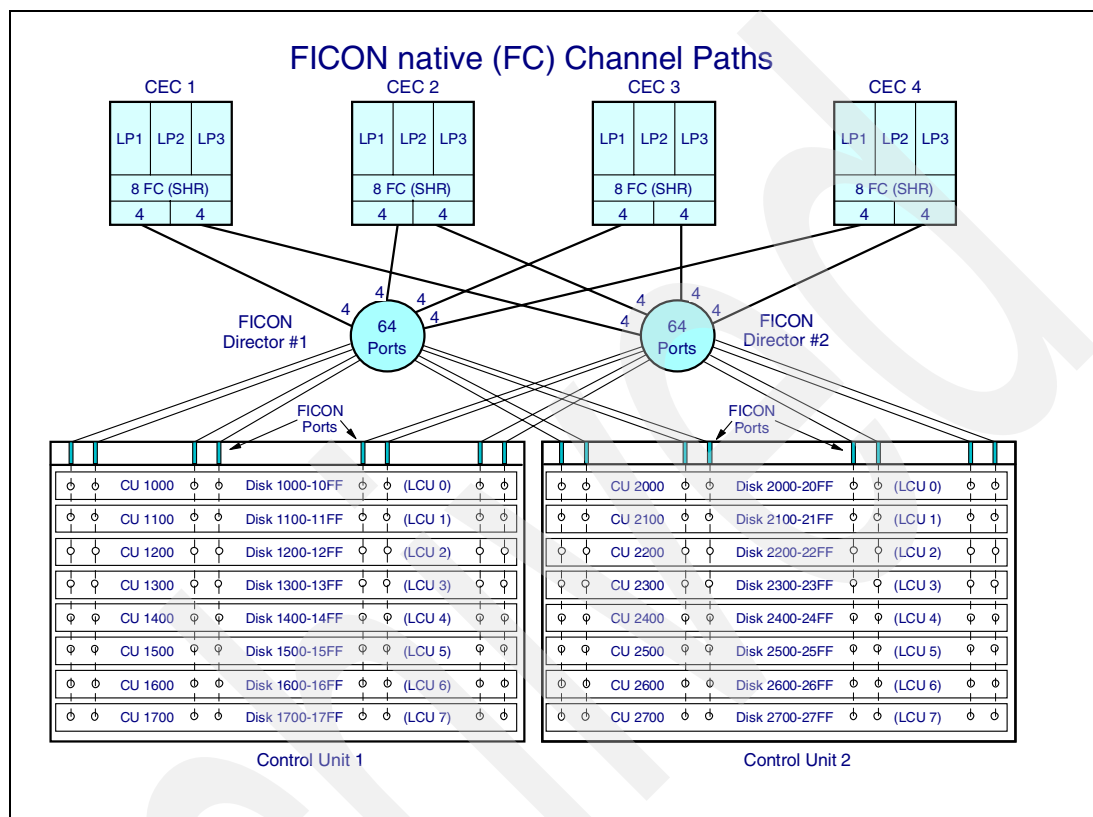 FICON native (FC) Channel Paths
CEC 1
CEC 2
CEC 3
CEC 4
LP1 LP2 LP3
LP1 LP2 LP3
LP1 LP2 LP3
LP1 LP2 LP3
8 FC (SHR)
8 FC (SHR)
8 FC (SHR)
8 FC (SHR)
4 4
4 4
4 4
4 4
4 4 4 4
4 4 4 4
FICON
Director #1
64
Ports
64
Ports
FICON
Director #2
FICON
Ports
FICON
Ports
CU 1000 Disk 1000-10FF (LCU 0)
CU 1100 Disk 1100-11FF (LCU 1)
CU 1200 Disk 1200-12FF (LCU 2)
CU 1300 Disk 1300-13FF (LCU 3)
CU 1400 Disk 1400-14FF (LCU 4)
CU 1500 Disk 1500-15FF (LCU 5)
CU 1600 Disk 1600-16FF (LCU 6)
CU 1700 Disk 1700-17FF (LCU 7)
Control Unit 1
CU 2000 Disk 2000-20FF (LCU 0)
CU 2100 Disk 2100-21FF (LCU 1)
CU 2200 Disk 2200-22FF (LCU 2)
CU 2300 Disk 2300-23FF (LCU 3)
CU 2400 Disk 2400-24FF (LCU 4)
CU 2500 Disk 2500-25FF (LCU 5)
CU 2600 Disk 2600-26FF (LCU 6)
CU 2700 Disk 2700-27FF (LCU 7)
Control Unit 2